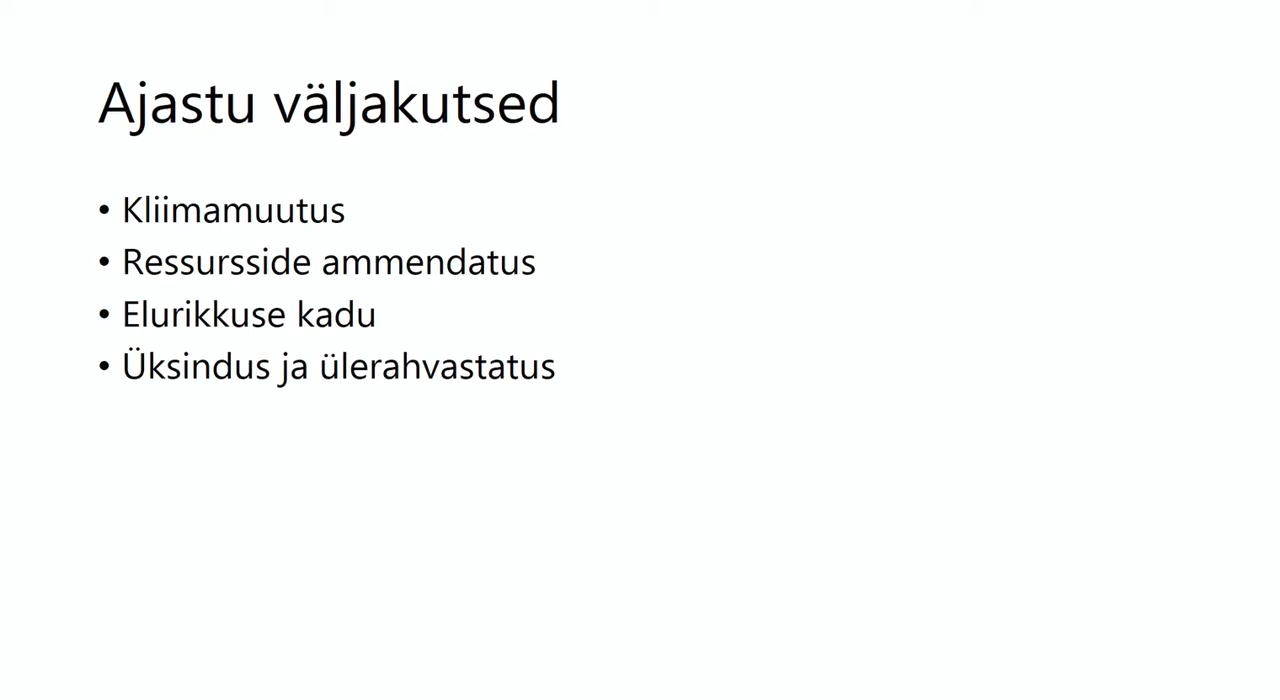 Ajastu väljakutsed
• Kliimamuutus
• Ressursside ammendatus
• Elurikkuse kadu
• Üksindus ja ülerahvastatus